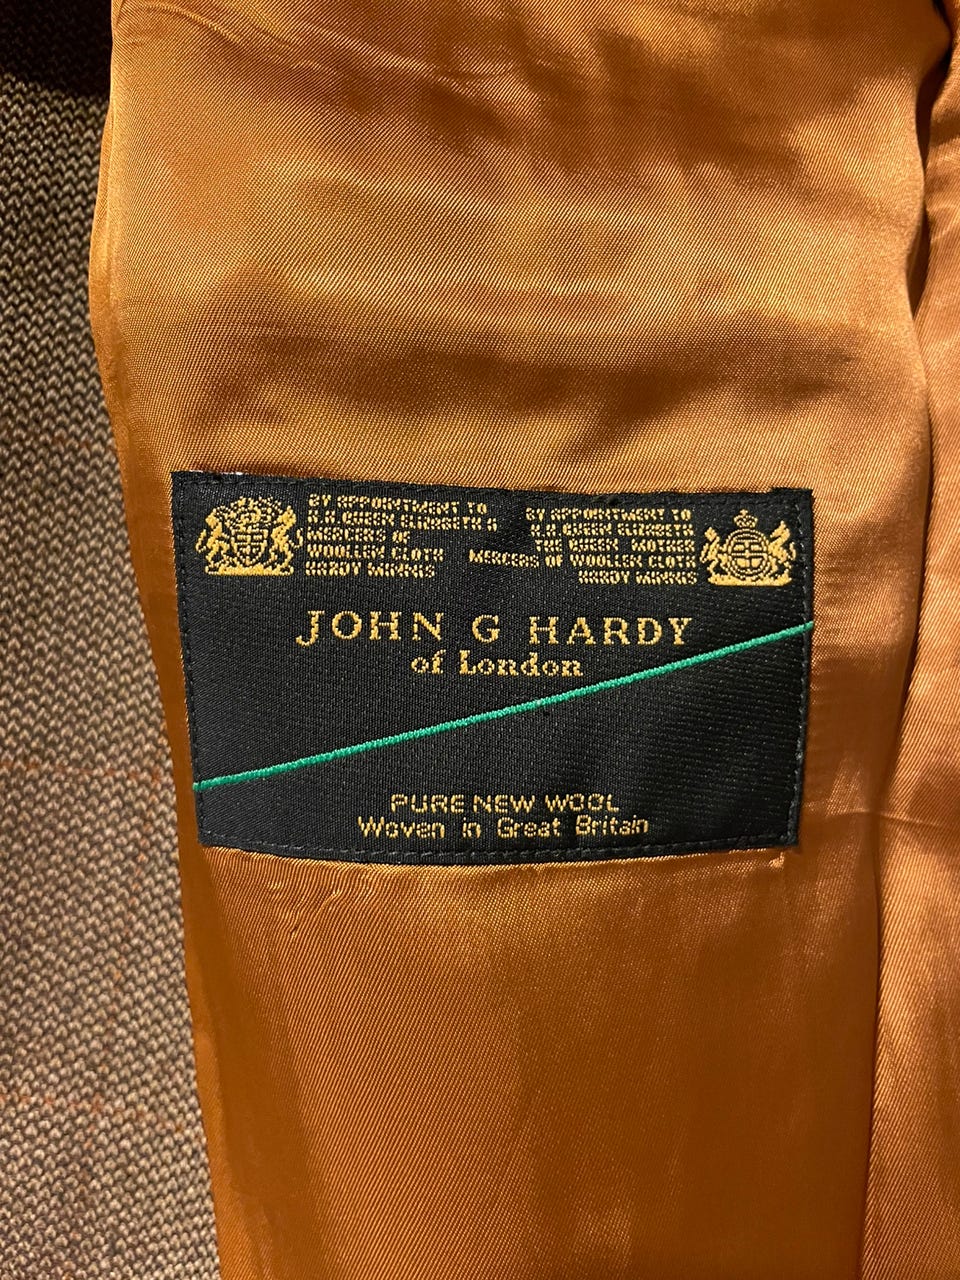 BY APPOINTMENT TO
H.M. QUEEN ELIZABETH II
MERCERS OF
WOOLLEN CLOTH
HARDY MINNIS
BY APPOINTMENT TO
H.M. QUEEN ELIZABETH
THE QUEEN MOTHER
MERCERS OF WOOLLEN CLOTH
HARDY MINNIS
JOHN G HARDY
of London
PURE NEW WOOL
Woven in Great Britain